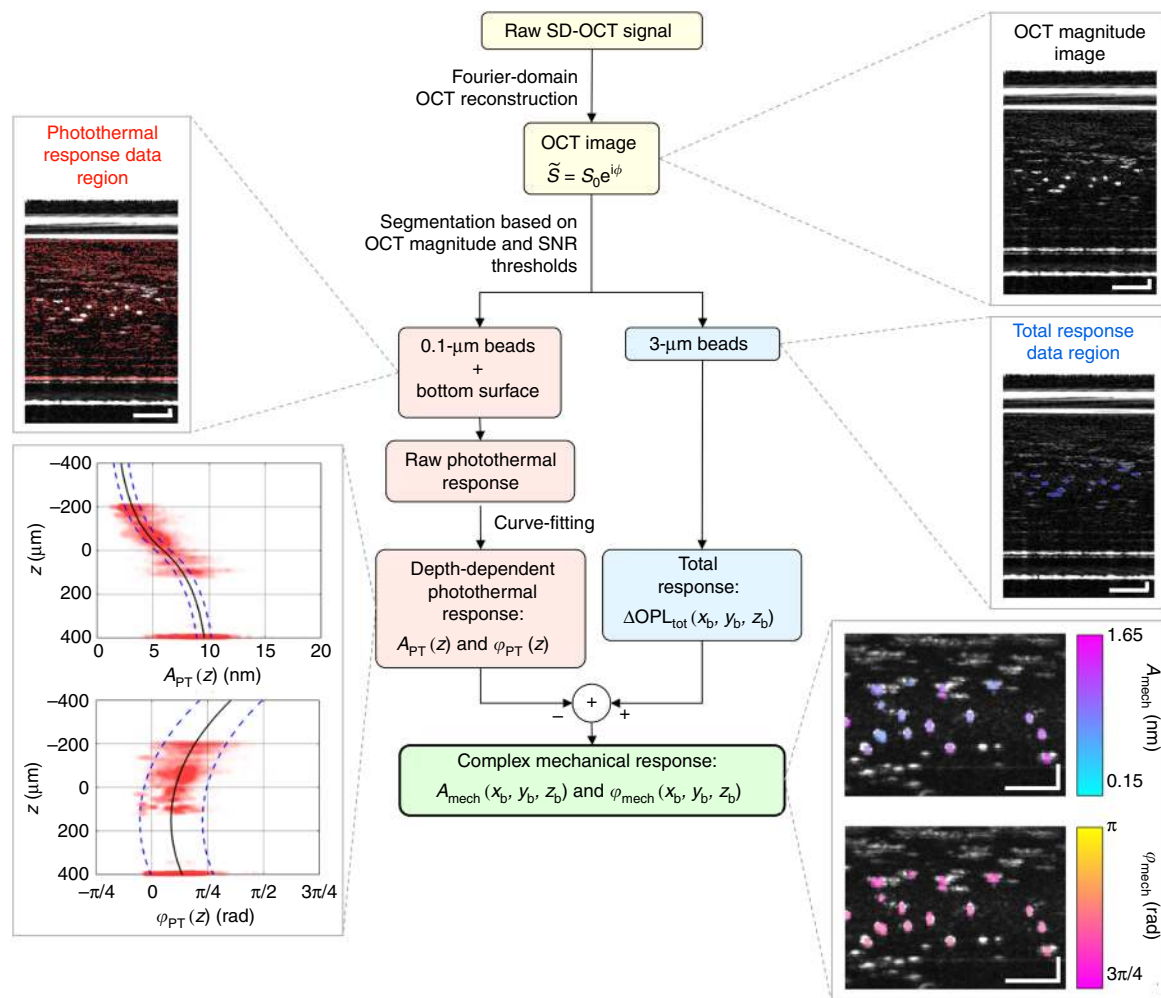 Raw SD-OCT signal
Fourier-domain
OCT reconstruction
OCT image
S̃ = S₀e^{iϕ}
Segmentation based on
OCT magnitude and SNR
thresholds
OCT magnitude
image
Photothermal
response data
region
0.1-μm beads
+
bottom surface
3-μm beads
Total response
data region
Raw photothermal
response
Curve-fitting
Depth-dependent
photothermal
response:
A_PT (z) and φ_PT (z)
Total
response:
ΔOPL_tot (x_b, y_b, z_b)
− + +
Complex mechanical response:
A_mech (x_b, y_b, z_b) and φ_mech (x_b, y_b, z_b)
−400
−200
0
200
400
z (μm)
0 5 10 15 20
A_PT (z) (nm)
−400
−200
0
200
400
z (μm)
−π/4 0 π/4 π/2 3π/4
φ_PT (z) (rad)
1.65
A_mech (nm)
0.15
π
φ_mech (rad)
3π/4